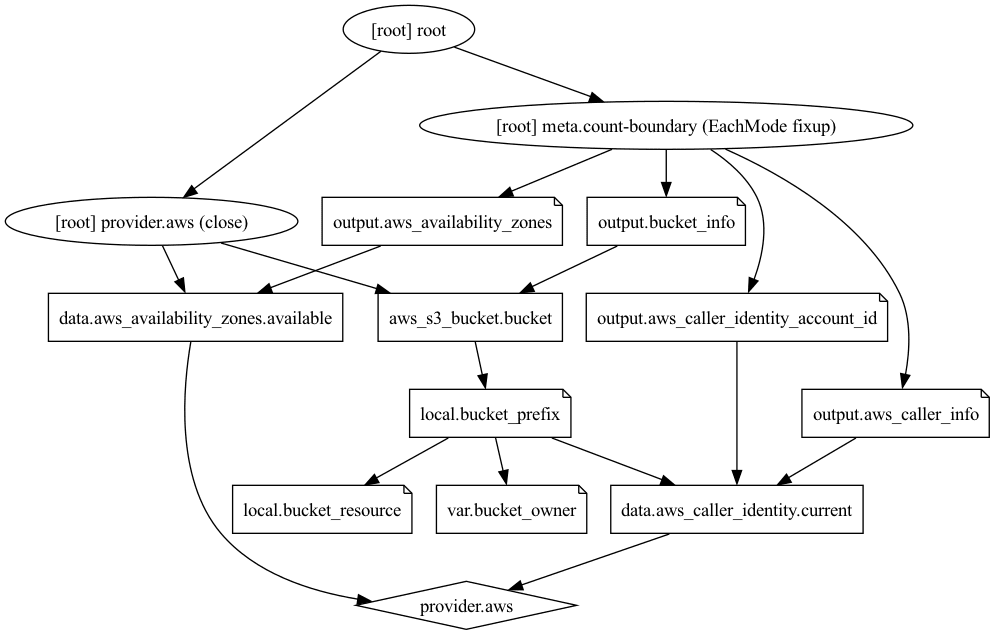 [root] root
[root] meta.count-boundary (EachMode fixup)
[root] provider.aws (close)
output.aws_availability_zones
output.bucket_info
data.aws_availability_zones.available
aws_s3_bucket.bucket
output.aws_caller_identity_account_id
local.bucket_prefix
output.aws_caller_info
local.bucket_resource
var.bucket_owner
data.aws_caller_identity.current
provider.aws